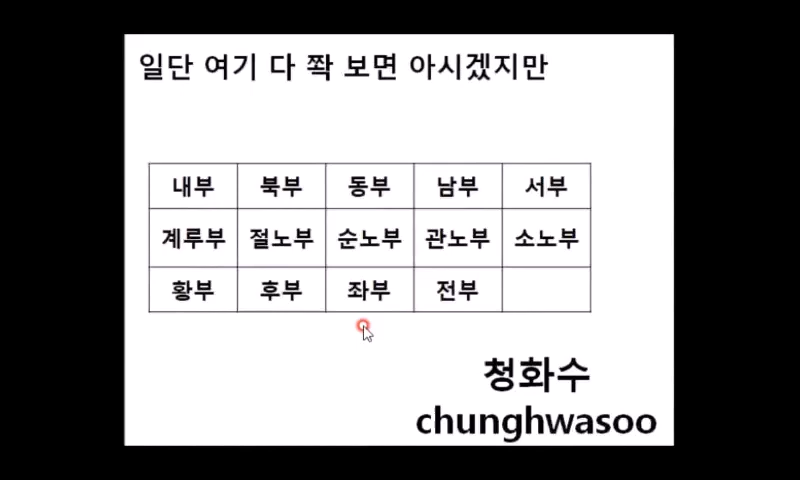 일단 여기 다 쫙 보면 아시겠지만
내부 북부 동부 남부 서부
계루부 절노부 순노부 관노부 소노부
황부 후부 좌부 전부
청화수
chunghwasoo